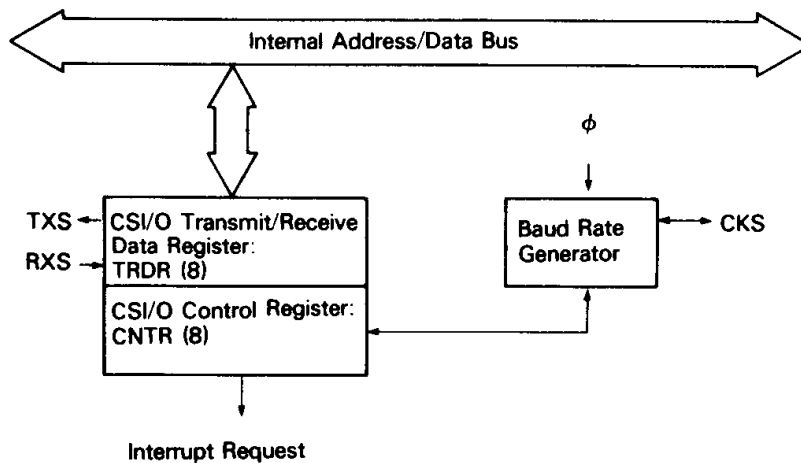 Internal Address/Data Bus
ϕ
TXS
CSI/O Transmit/Receive
Data Register:
TRDR (8)
RXS
Baud Rate
Generator
CKS
CSI/O Control Register:
CNTR (8)
Interrupt Request